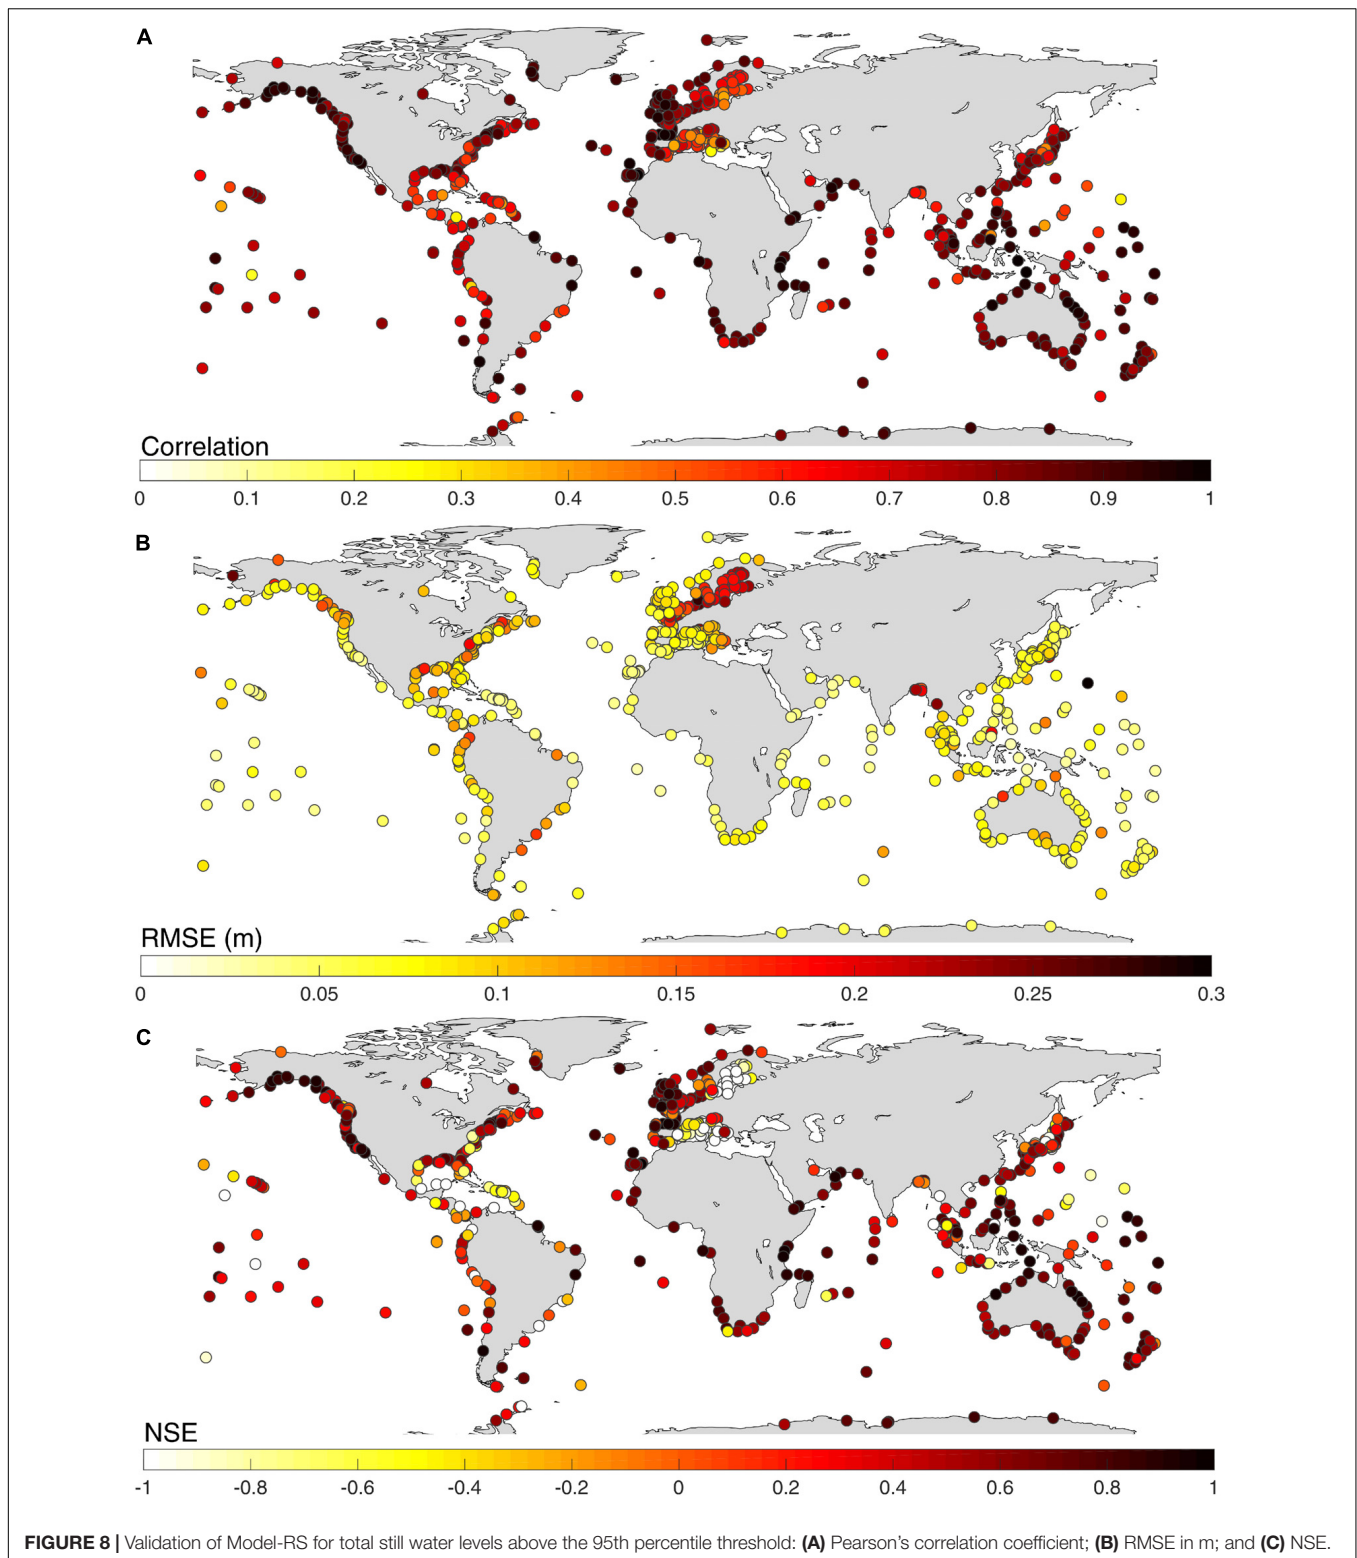 A
Correlation
0 0.1 0.2 0.3 0.4 0.5 0.6 0.7 0.8 0.9 1
B
RMSE (m)
0 0.05 0.1 0.15 0.2 0.25 0.3
C
NSE
-1 -0.8 -0.6 -0.4 -0.2 0 0.2 0.4 0.6 0.8 1
FIGURE 8 | Validation of Model-RS for total still water levels above the 95th percentile threshold: (A) Pearson's correlation coefficient; (B) RMSE in m; and (C) NSE.